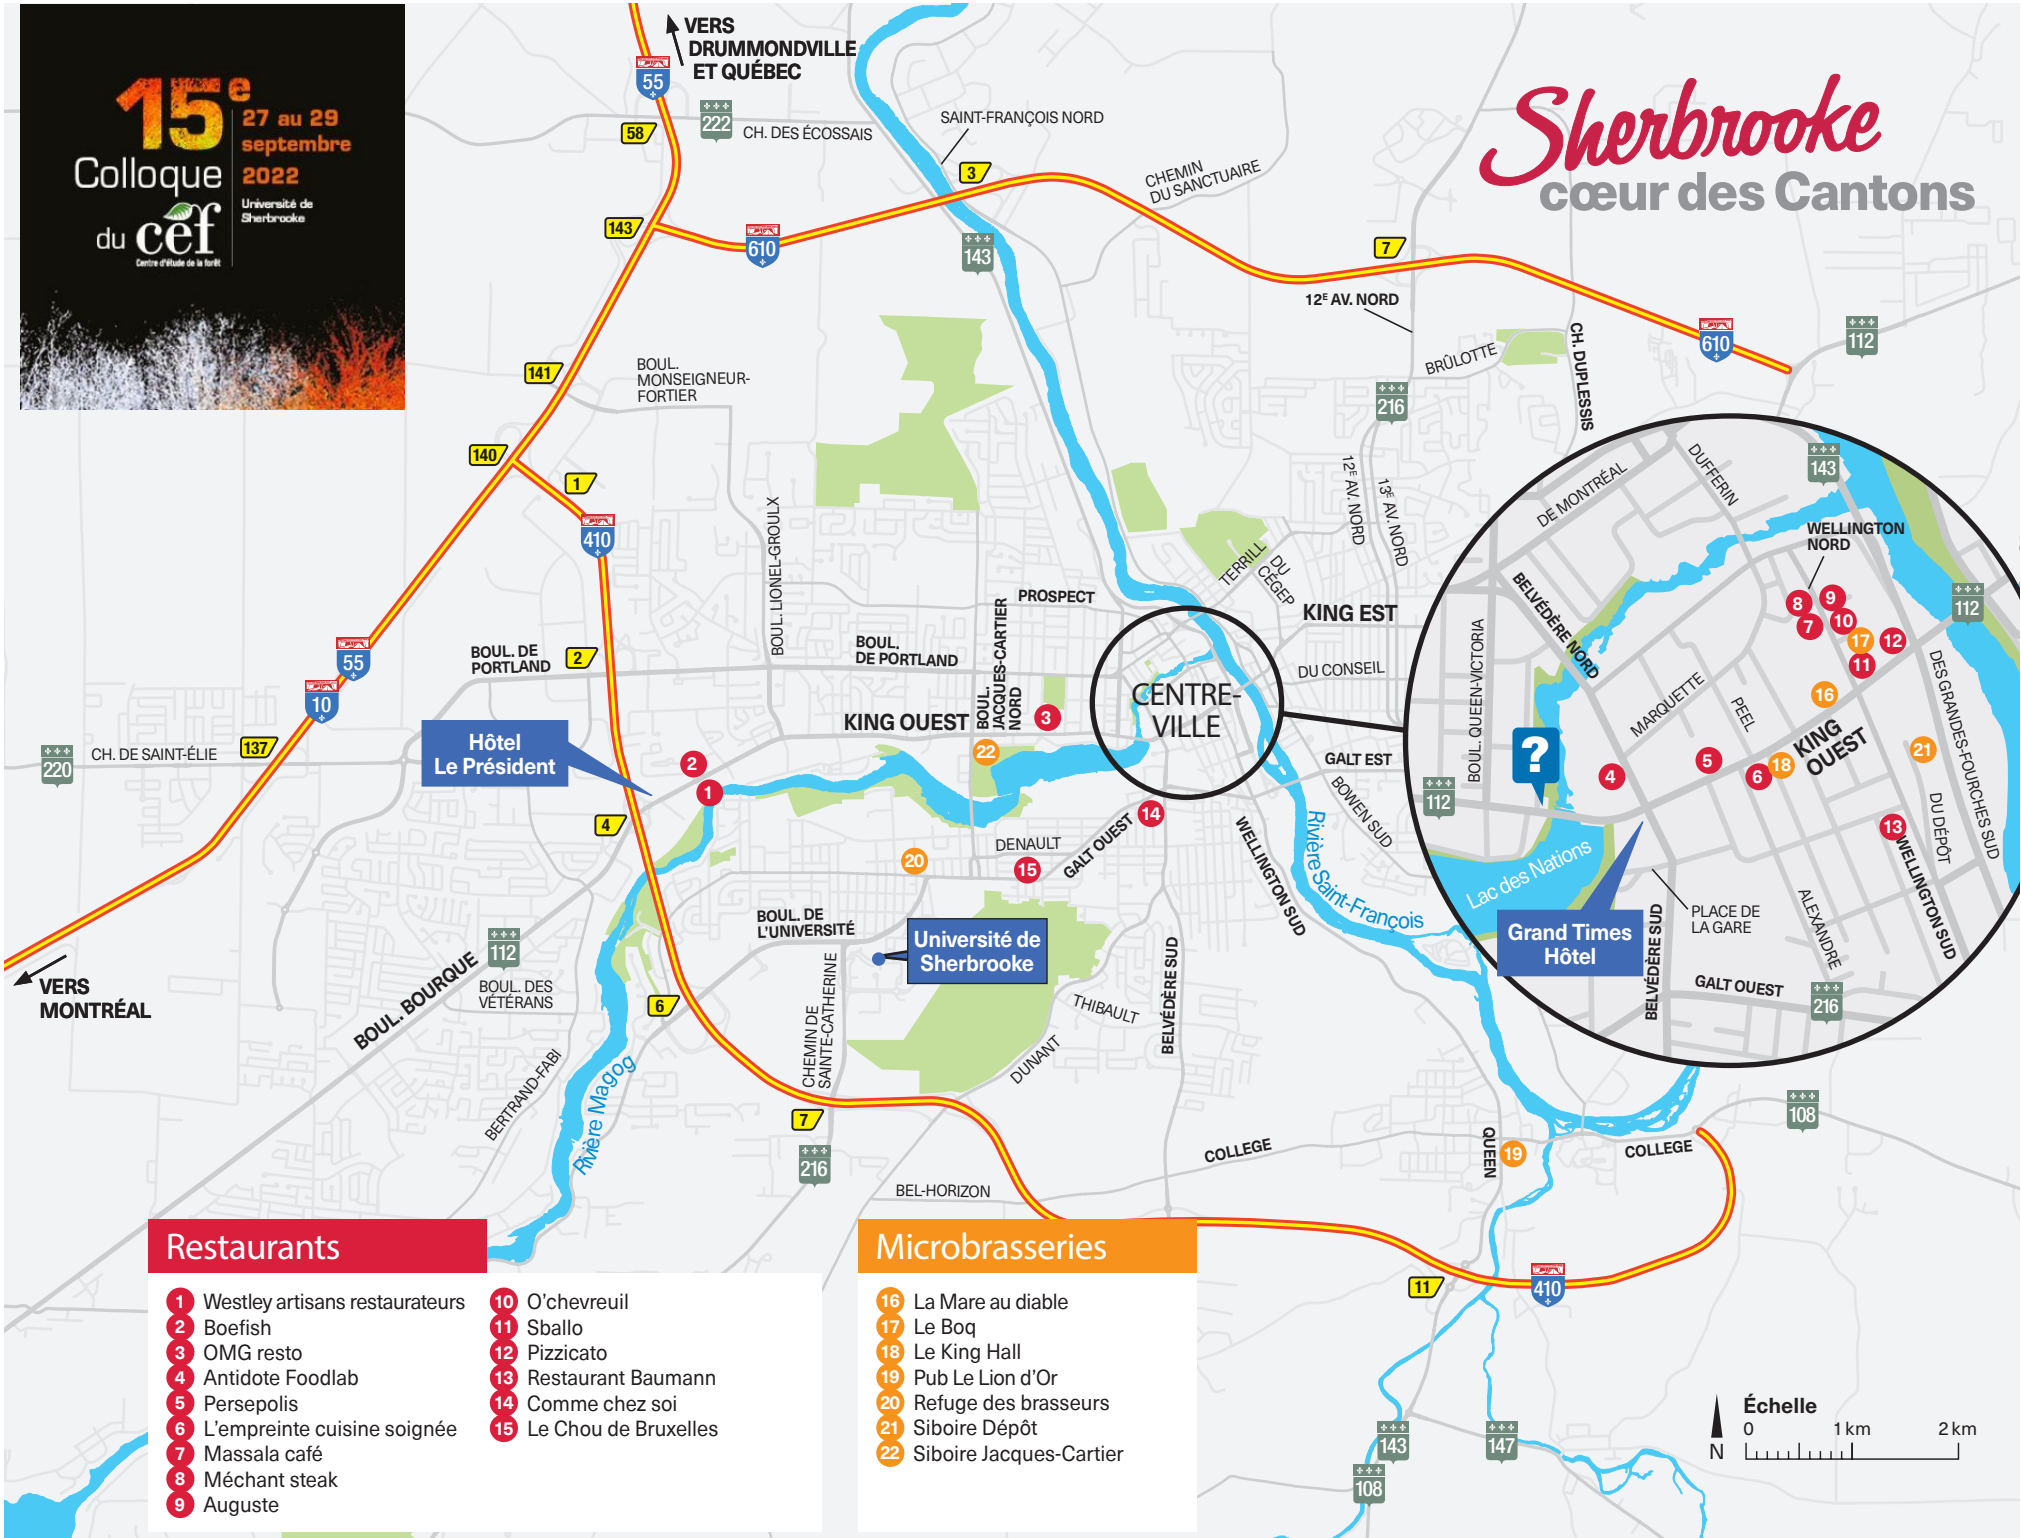 15e
27 au 29
septembre
2022
Colloque
Université de
Sherbrooke
du cef
Centre d'étude de la forêt
VERS
DRUMMONDVILLE
ET QUÉBEC
55
222
58
CH. DES ÉCOSSAIS
SAINT-FRANÇOIS NORD
3
CHEMIN
DU SANCTUAIRE
Sherbrooke
cœur des Cantons
143
610
143
7
12E AV. NORD
610
112
BRÛLOTTE
CH. DUPLESSIS
216
141
BOUL.
MONSEIGNEUR-
FORTIER
140
1
410
BOUL. LIONEL-GROULX
12E AV. NORD
13E AV. NORD
TERRILL
DU
CÉGEP
PROSPECT
KING EST
BOUL. DE
PORTLAND
2
BOUL.
DE PORTLAND
BOUL.
JACQUES-CARTIER
NORD
DU CONSEIL
CENTRE-
VILLE
55
10
137
220
CH. DE SAINT-ÉLIE
Hôtel
Le Président
KING OUEST
3
22
2
1
GALT EST
BOWEN SUD
4
14
DENAULT
GALT OUEST
20
15
WELLINGTON SUD
Rivière Saint-François
BOUL. DE
L'UNIVERSITÉ
Université de
Sherbrooke
BELVÉDÈRE SUD
VERS
MONTRÉAL
BOUL. BOURQUE
112
BOUL. DES
VÉTÉRANS
6
CHEMIN DE
SAINTE-CATHERINE
THIBAULT
DUNANT
BERTRAND-FABI
Rivière Magog
7
216
BEL-HORIZON
COLLEGE
QUEEN
19
COLLEGE
108
11
410
143
147
108
DE MONTRÉAL
DUFFERIN
143
WELLINGTON
NORD
112
BELVÉDÈRE NORD
BOUL. QUEEN-VICTORIA
8
9
7
10
17
12
11
16
MARQUETTE
PEEL
KING
OUEST
DES GRANDES-FOURCHES SUD
?
4
5
6
18
21
112
DU DÉPÔT
13
Lac des Nations
WELLINGTON SUD
Grand Times
Hôtel
PLACE DE
LA GARE
ALEXANDRE
BELVÉDÈRE SUD
GALT OUEST
216
Restaurants
1 Westley artisans restaurateurs
2 Boefish
3 OMG resto
4 Antidote Foodlab
5 Persepolis
6 L'empreinte cuisine soignée
7 Massala café
8 Méchant steak
9 Auguste
10 O'chevreuil
11 Sballo
12 Pizzicato
13 Restaurant Baumann
14 Comme chez soi
15 Le Chou de Bruxelles
Microbrasseries
16 La Mare au diable
17 Le Boq
18 Le King Hall
19 Pub Le Lion d'Or
20 Refuge des brasseurs
21 Siboire Dépôt
22 Siboire Jacques-Cartier
Échelle
0 1 km 2 km
N